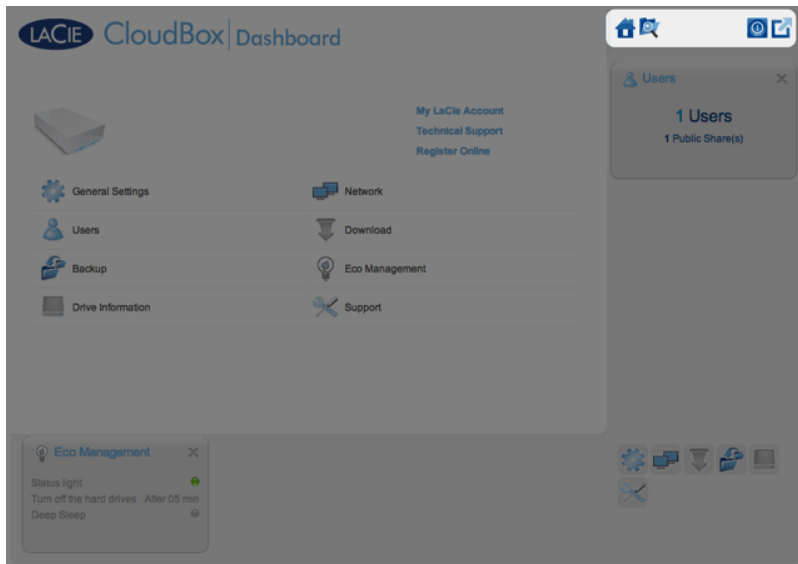 LACIE CloudBox Dashboard
Users
1 Users
1 Public Share(s)
My LaCie Account
Technical Support
Register Online
General Settings
Network
Users
Download
Backup
Eco Management
Drive Information
Support
Eco Management
Status light
Turn off the hard drives After 05 min
Deep Sleep